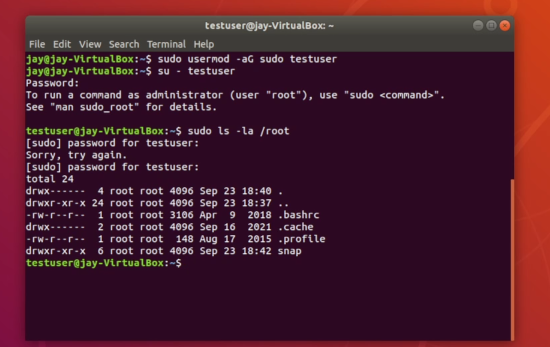 testuser@jay-VirtualBox: ~
File Edit View Search Terminal Help
jay@jay-VirtualBox:~$ sudo usermod -aG sudo testuser
jay@jay-VirtualBox:~$ su - testuser
Password:
To run a command as administrator (user "root"), use "sudo <command>".
See "man sudo_root" for details.
testuser@jay-VirtualBox:~$ sudo ls -la /root
[sudo] password for testuser:
Sorry, try again.
[sudo] password for testuser:
total 24
drwx------  4 root root 4096 Sep 23 18:40 .
drwxr-xr-x 24 root root 4096 Sep 23 18:37 ..
-rw-r--r--  1 root root 3106 Apr  9  2018 .bashrc
drwx------  2 root root 4096 Sep 16  2021 .cache
-rw-r--r--  1 root root  148 Aug 17  2015 .profile
drwxr-xr-x  6 root root 4096 Sep 23 18:42 snap
testuser@jay-VirtualBox:~$